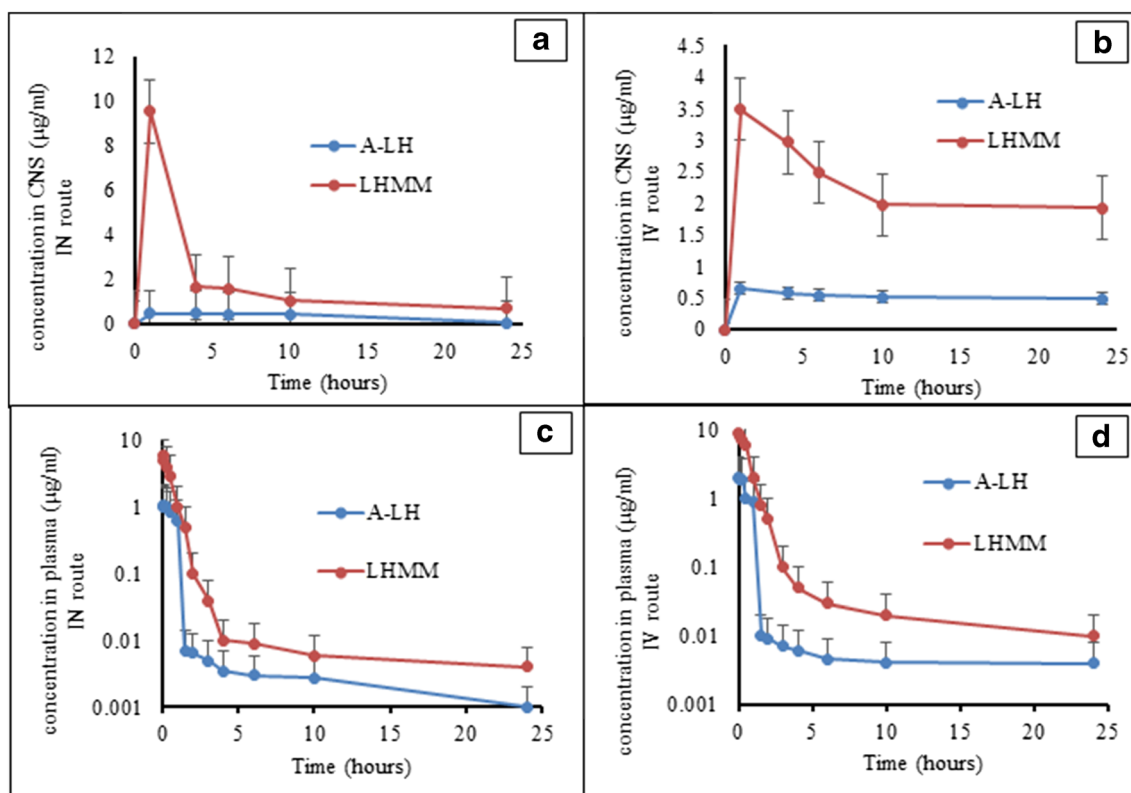 a
concentration in CNS (µg/ml)
IN route
12
10
8
6
4
2
0
A-LH
LHMM
0 5 10 15 20 25
Time (hours)
b
concentration in CNS (µg/ml)
IV route
4.5
4
3.5
3
2.5
2
1.5
1
0.5
0
A-LH
LHMM
0 5 10 15 20 25
Time (hours)
c
concentration in plasma (µg/ml)
IN route
10
1
0.1
0.01
0.001
A-LH
LHMM
0 5 10 15 20 25
Time (hours)
d
concentration in plasma (µg/ml)
IV route
10
1
0.1
0.01
0.001
A-LH
LHMM
0 5 10 15 20 25
Time (hours)